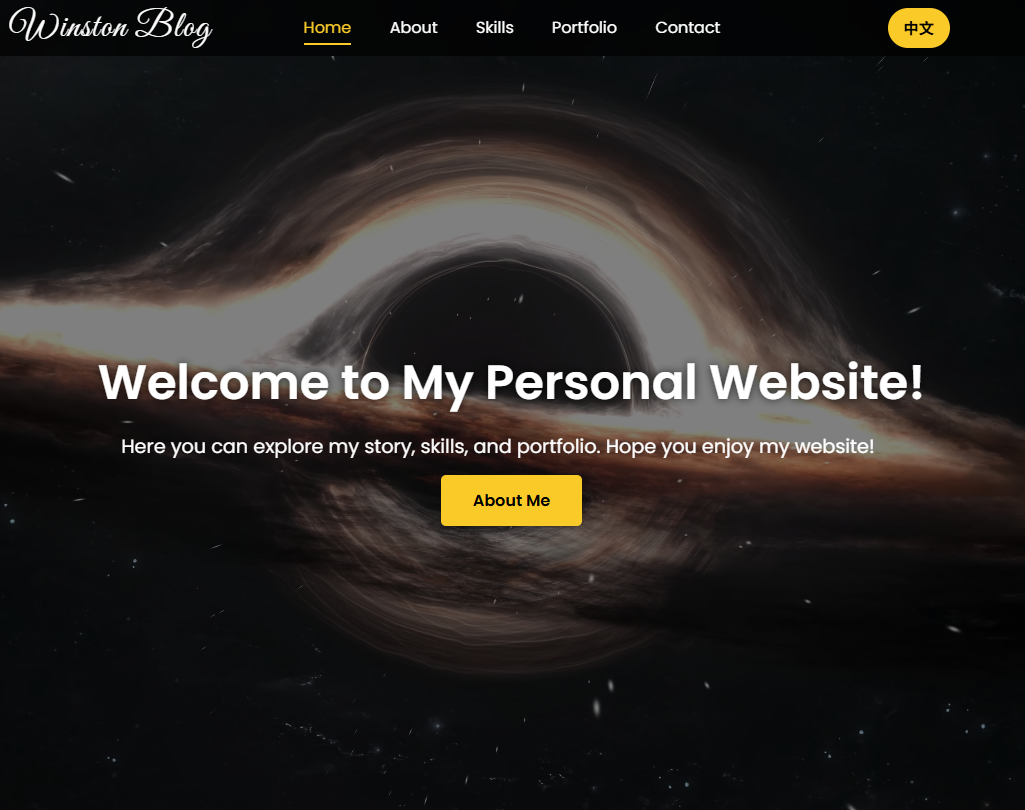 Winston Blog
Home
About
Skills
Portfolio
Contact
中文
Welcome to My Personal Website!
Here you can explore my story, skills, and portfolio. Hope you enjoy my website!
About Me